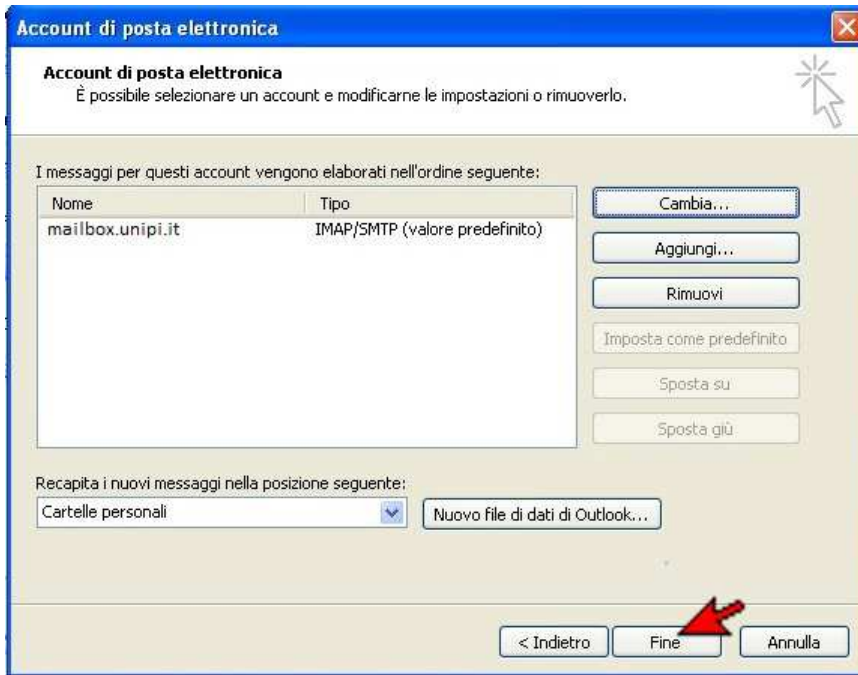 Account di posta elettronica
Account di posta elettronica
È possibile selezionare un account e modificarne le impostazioni o rimuoverlo.
I messaggi per questi account vengono elaborati nell'ordine seguente:
Nome Tipo
mailbox.unipi.it IMAP/SMTP (valore predefinito)
Cambia...
Aggiungi...
Rimuovi
Imposta come predefinito
Sposta su
Sposta giù
Recapita i nuovi messaggi nella posizione seguente:
Cartelle personali Nuovo file di dati di Outlook...
< Indietro Fine Annulla